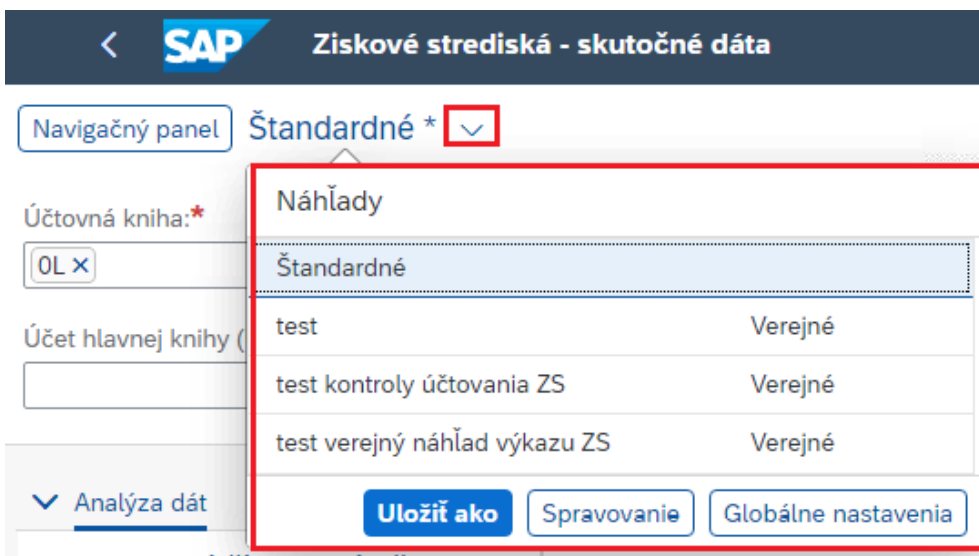 SAP Ziskové strediská - skutočné dáta
Navigačný panel Štandardné *
Náhľady
Účtovná kniha:*
0L ×
Štandardné
test Verejné
Účet hlavnej knihy (
test kontroly účtovania ZS Verejné
test verejný náhľad výkazu ZS Verejné
Analýza dát
Uložiť ako Spravovanie Globálne nastavenia